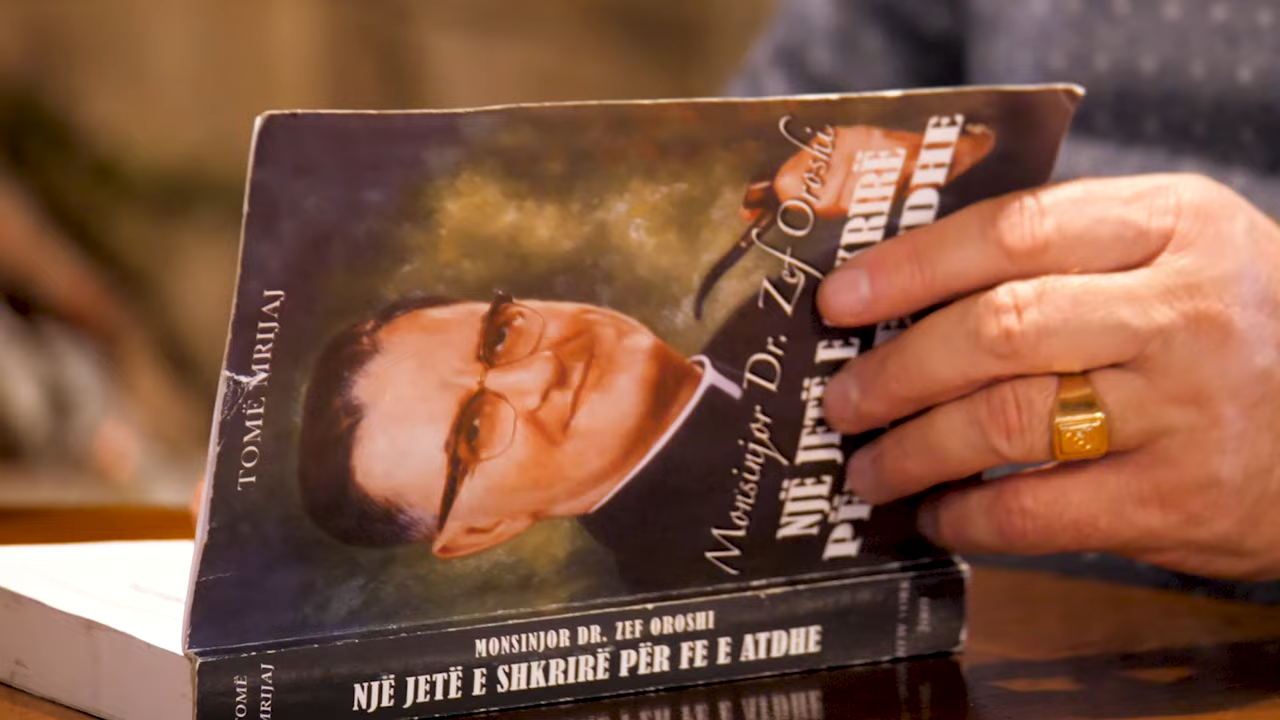 TOMË MRIJAJ
Monsinjor Dr. Zef Oroshi
NJË JETË E
MONSINJOR DR. ZEF OROSHI
NJË JETË E SHKRIRË PËR FE E ATDHE
TOMË
MRIJAJ